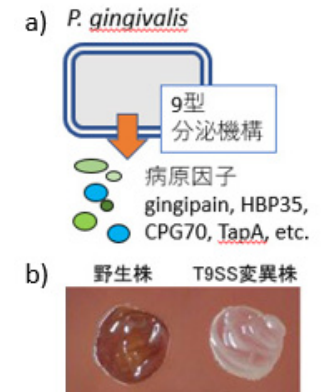 a) P. gingivalis
9型
分泌機構
病原因子
gingipain, HBP35,
CPG70, TapA, etc.
b) 野生株 T9SS変異株